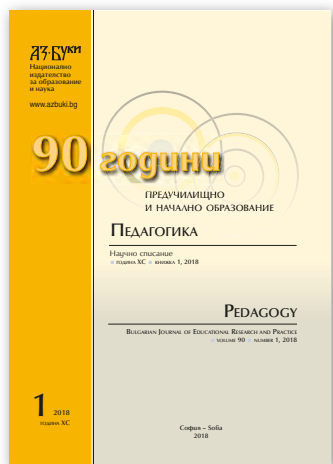 АЗ·БУКИ
Национално
издателство
за образование
и наука
www.azbuki.bg
90 години
ПРЕДУЧИЛИЩНО
И НАЧАЛНО ОБРАЗОВАНИЕ
ПЕДАГОГИКА
Научно списание
ГОДИНА XC КНИЖКА 1, 2018
PEDAGOGY
BULGARIAN JOURNAL OF EDUCATIONAL RESEARCH AND PRACTICE
VOLUME 90 NUMBER 1, 2018
1 2018
ГОДИНА XC
София – Sofia
2018